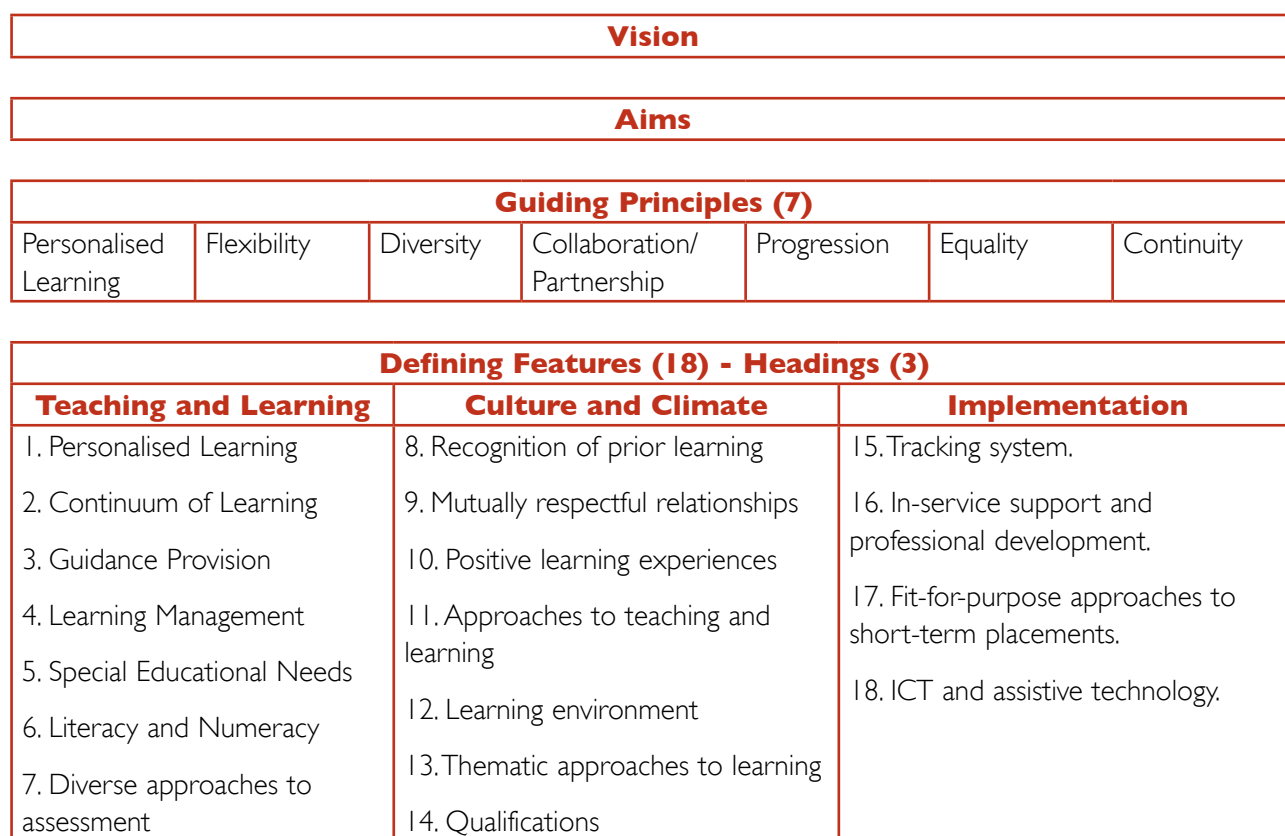 Vision
Aims
Guiding Principles (7)
Personalised
Learning
Flexibility
Diversity
Collaboration/
Partnership
Progression
Equality
Continuity
Defining Features (18) - Headings (3)
Teaching and Learning
1. Personalised Learning
2. Continuum of Learning
3. Guidance Provision
4. Learning Management
5. Special Educational Needs
6. Literacy and Numeracy
7. Diverse approaches to
assessment
Culture and Climate
8. Recognition of prior learning
9. Mutually respectful relationships
10. Positive learning experiences
11. Approaches to teaching and
learning
12. Learning environment
13. Thematic approaches to learning
14. Qualifications
Implementation
15. Tracking system.
16. In-service support and
professional development.
17. Fit-for-purpose approaches to
short-term placements.
18. ICT and assistive technology.